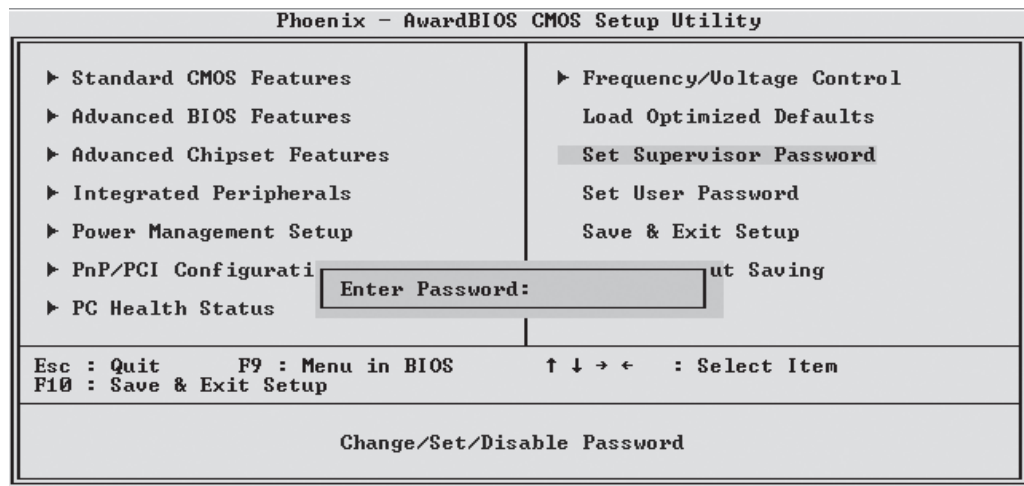 Phoenix - AwardBIOS CMOS Setup Utility
▶ Standard CMOS Features
▶ Advanced BIOS Features
▶ Advanced Chipset Features
▶ Integrated Peripherals
▶ Power Management Setup
▶ PnP/PCI Configurati
▶ PC Health Status
▶ Frequency/Voltage Control
Load Optimized Defaults
Set Supervisor Password
Set User Password
Save & Exit Setup
ut Saving
Enter Password:
Esc : Quit F9 : Menu in BIOS ↑ ↓ → ← : Select Item
F10 : Save & Exit Setup
Change/Set/Disable Password